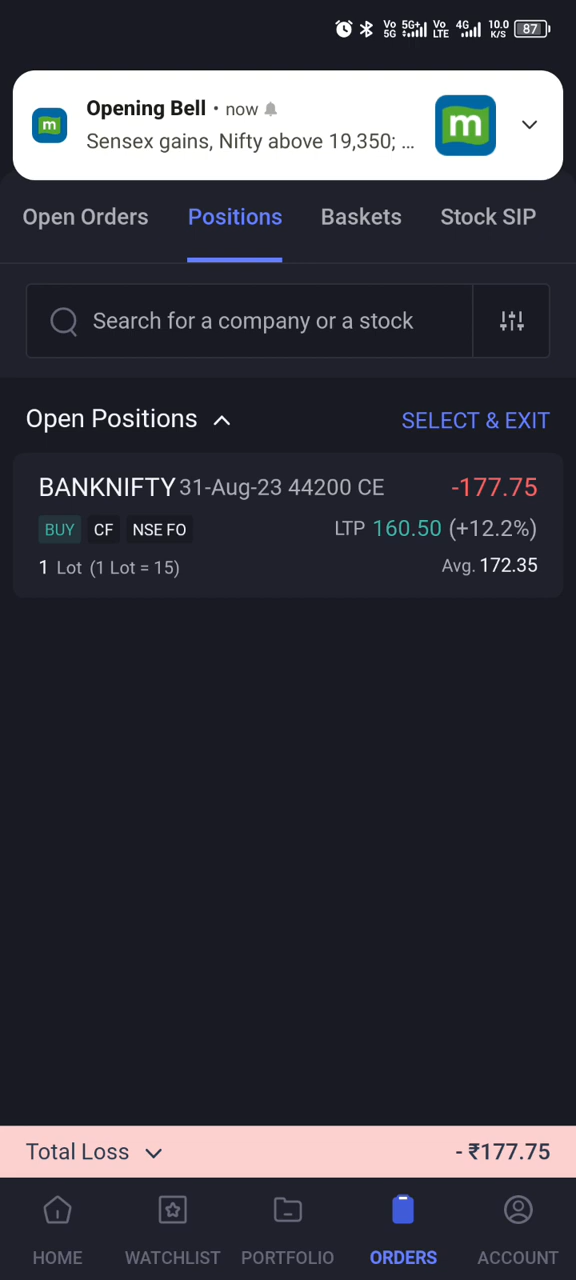 Vo 5G 5G+ Vo LTE 4G 10.0 K/S 87
Opening Bell • now
m
Sensex gains, Nifty above 19,350; ...
m
Open Orders Positions Baskets Stock SIP
Search for a company or a stock
Open Positions SELECT & EXIT
BANKNIFTY 31-Aug-23 44200 CE -177.75
BUY CF NSE FO LTP 160.50 (+12.2%)
1 Lot (1 Lot = 15) Avg. 172.35
Total Loss - ₹177.75
HOME WATCHLIST PORTFOLIO ORDERS ACCOUNT